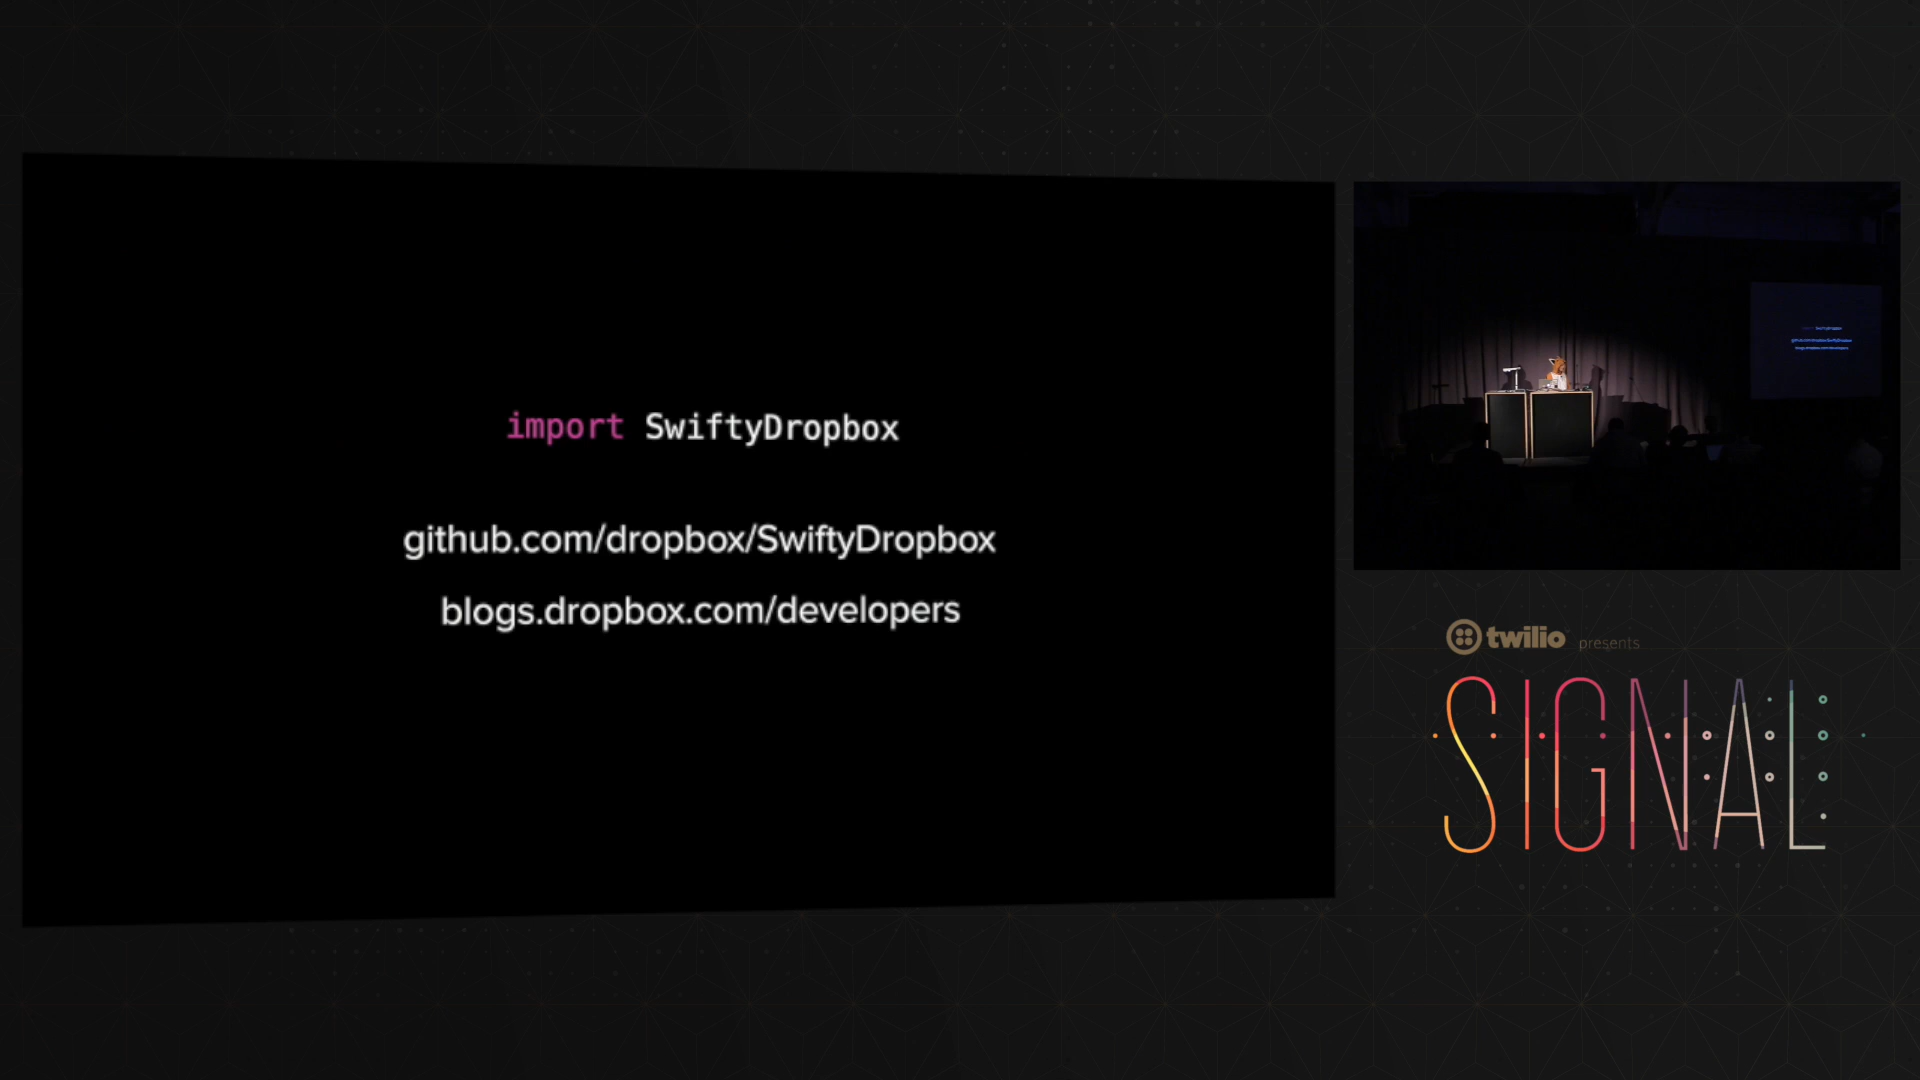 import SwiftyDropbox
github.com/dropbox/SwiftyDropbox
blogs.dropbox.com/developers
twilio presents
SIGNAL